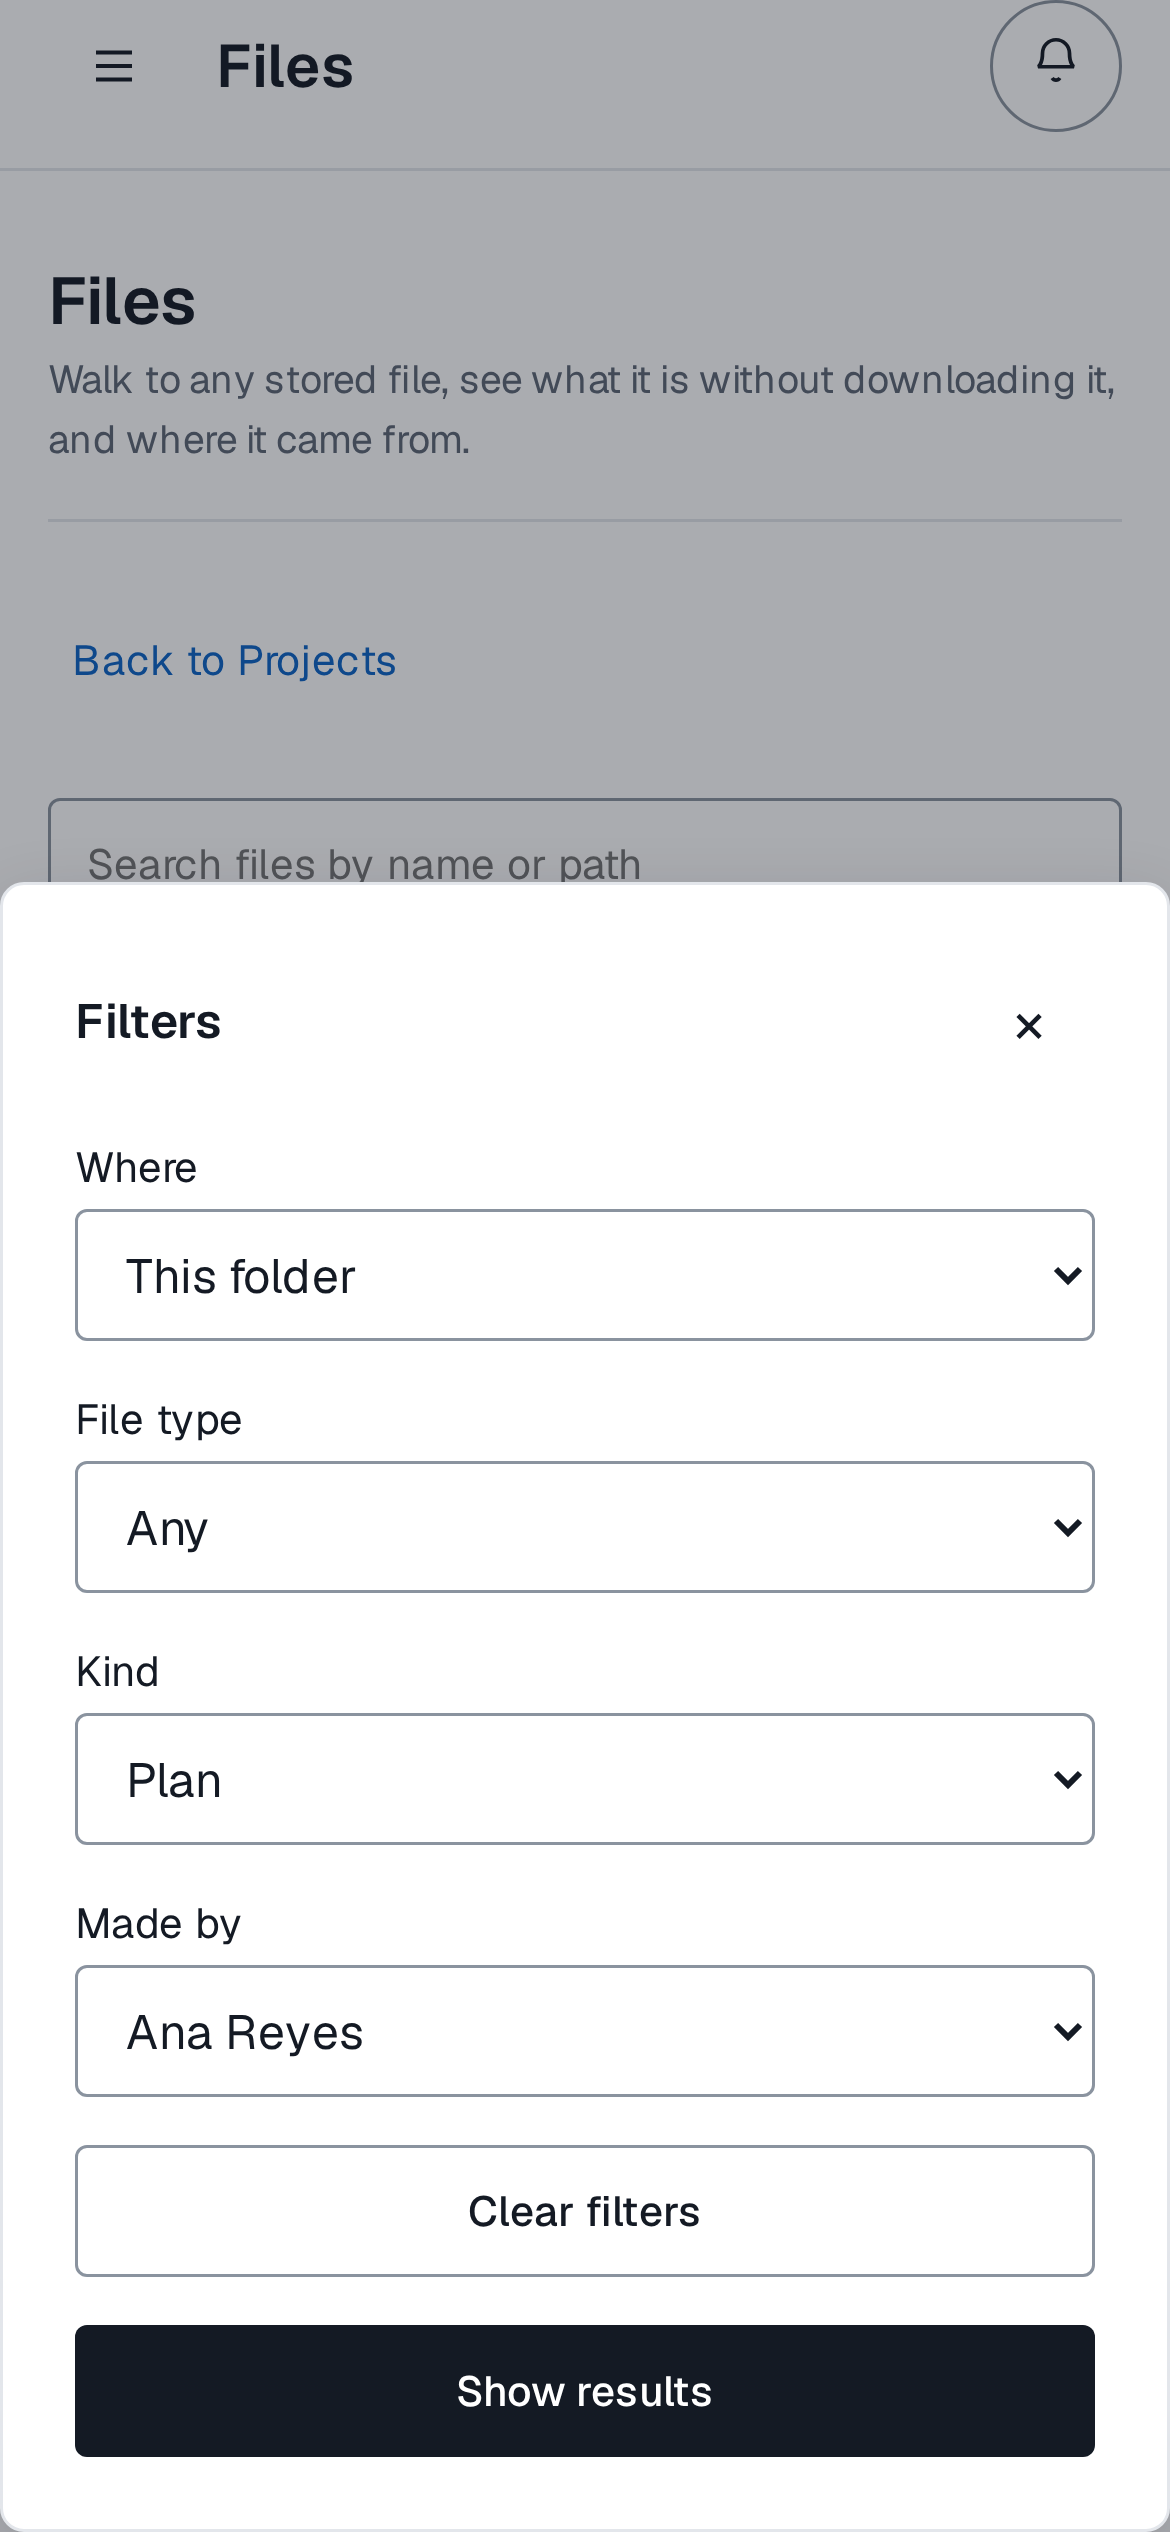 Files
Files
Walk to any stored file, see what it is without downloading it,
and where it came from.
Back to Projects
Search files by name or path
Filters
Where
This folder
File type
Any
Kind
Plan
Made by
Ana Reyes
Clear filters
Show results